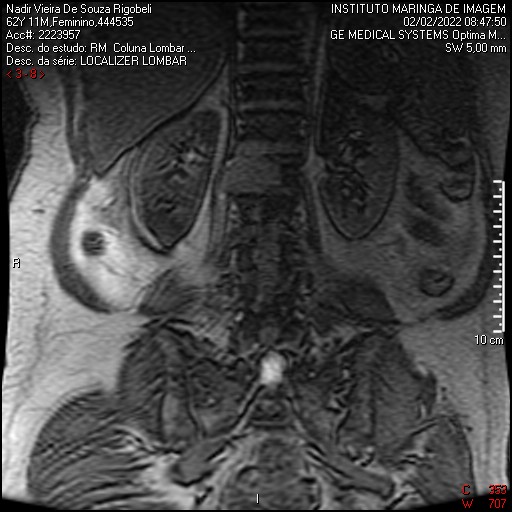 Nadir Vieira De Souza Rigobeli
62Y 11M,Feminino,444535
Acc#: 2223957
Desc. do estudo: RM  Coluna Lombar ...
Desc. da série: LOCALIZER LOMBAR
< 3 -8 >
INSTITUTO MARINGA DE IMAGEM
02/02/2022 08:47:50
GE MEDICAL SYSTEMS Optima M...
SW 5,00 mm
R
10 cm
C 353
W 707